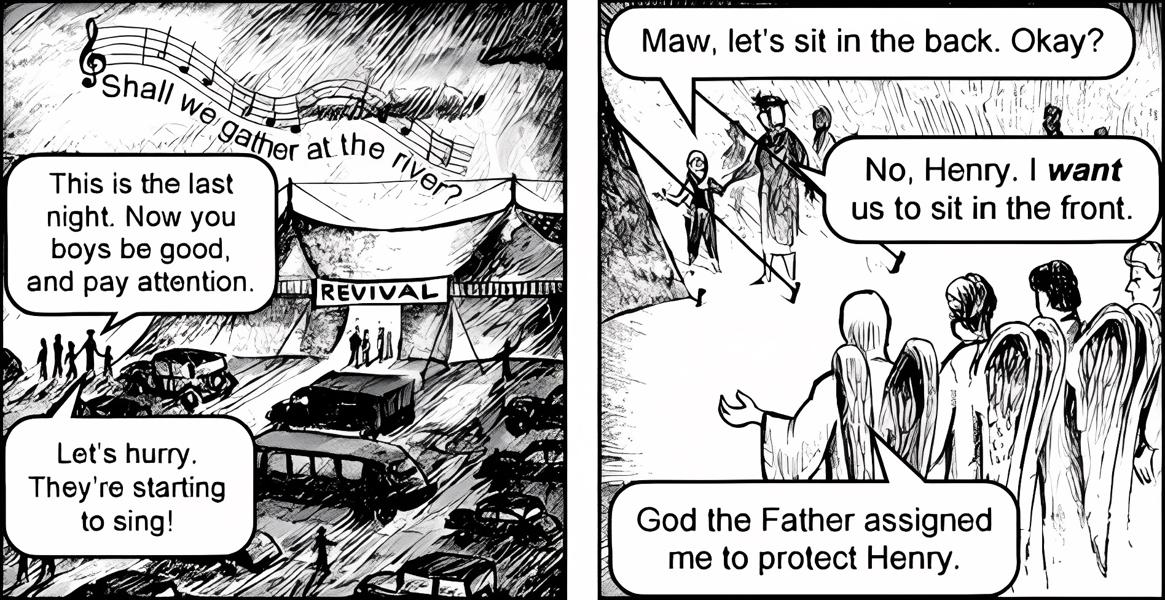 Shall we gather at the river?
This is the last
night. Now you
boys be good,
and pay attention.
REVIVAL
Let's hurry.
They're starting
to sing!
Maw, let's sit in the back. Okay?
No, Henry. I want
us to sit in the front.
God the Father assigned
me to protect Henry.